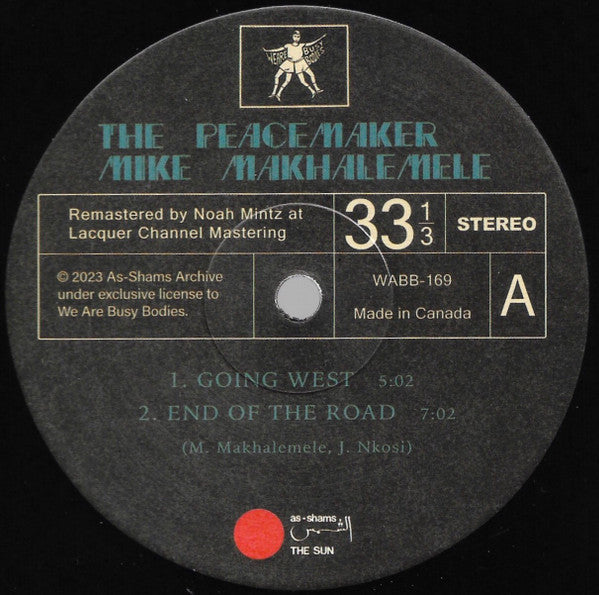 WE ARE BUSY BODIES
THE PEACEMAKER
MIKE MAKHALEMELE
Remastered by Noah Mintz at
Lacquer Channel Mastering
33 1/3
STEREO
© 2023 As-Shams Archive
under exclusive license to
We Are Busy Bodies.
WABB-169
Made in Canada
A
1. GOING WEST 5:02
2. END OF THE ROAD 7:02
(M. Makhalemele, J. Nkosi)
as-shams
الشمس
THE SUN